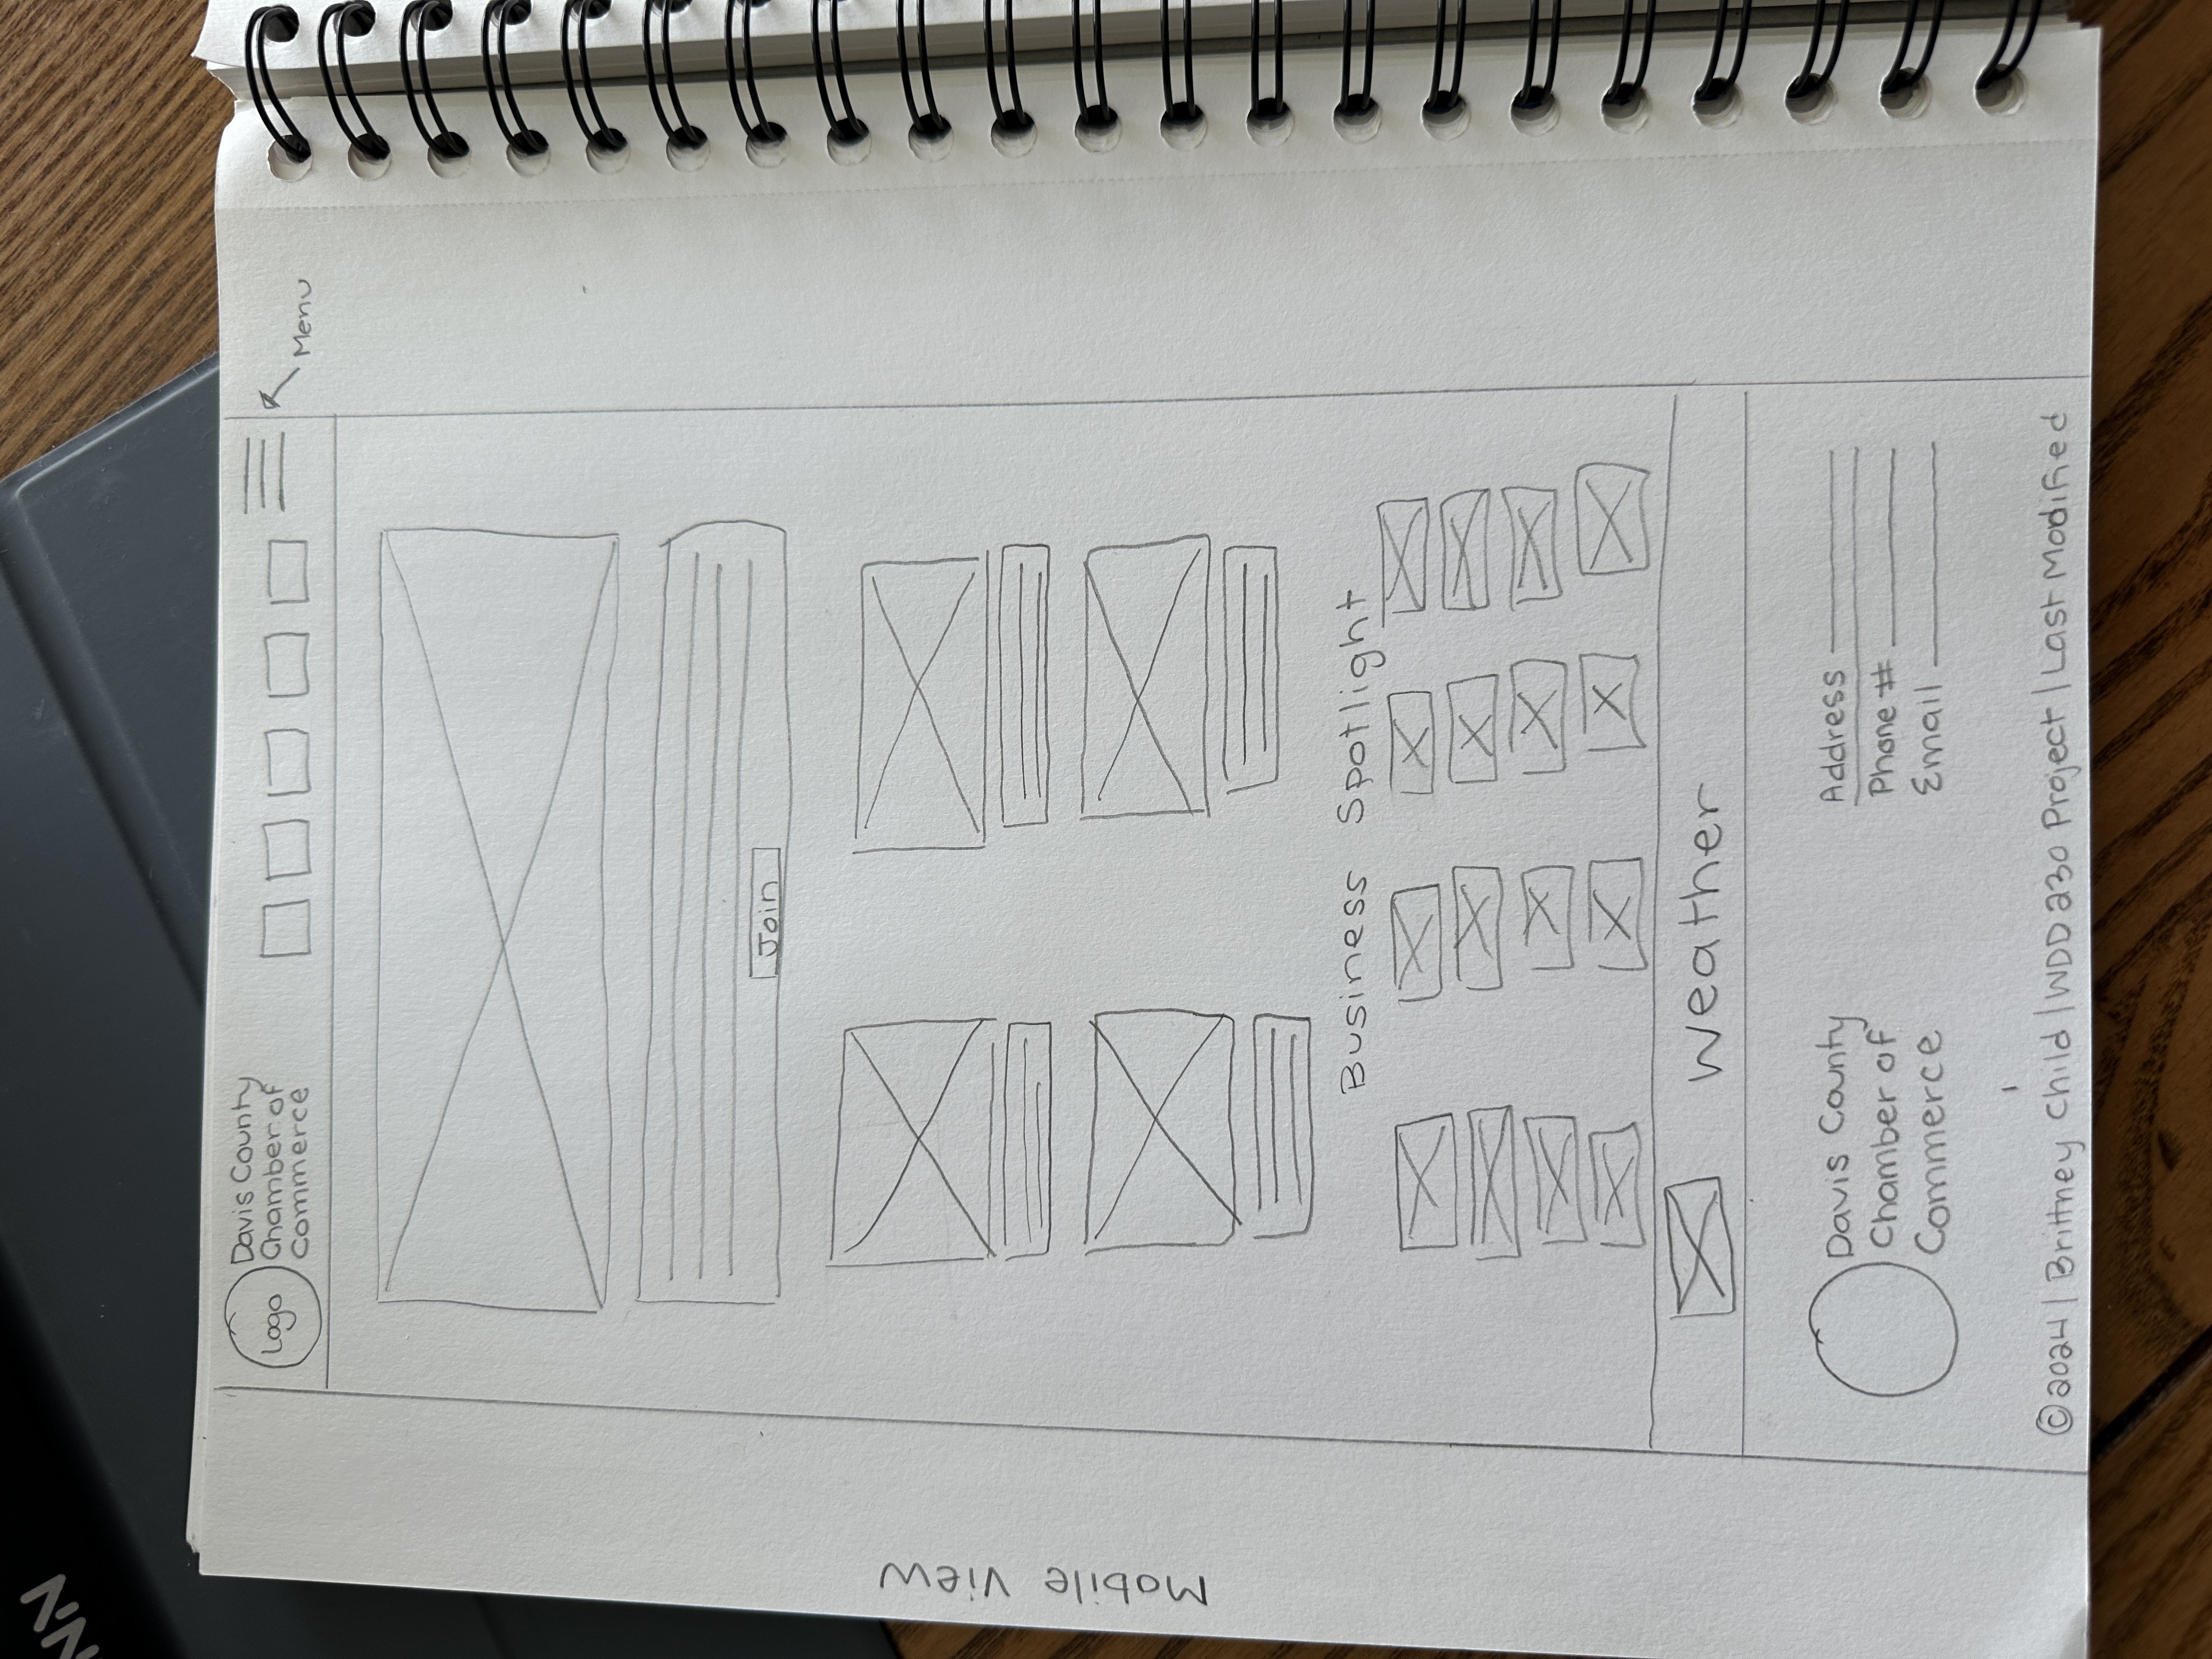 Logo
Davis County
Chamber of
Commerce
Menu
Join
Mobile View
Business Spotlight
Weather
Davis County
Chamber of
Commerce
Address
Phone #
Email
©2024 | Brittney Child | WDD 230 Project | Last Modified